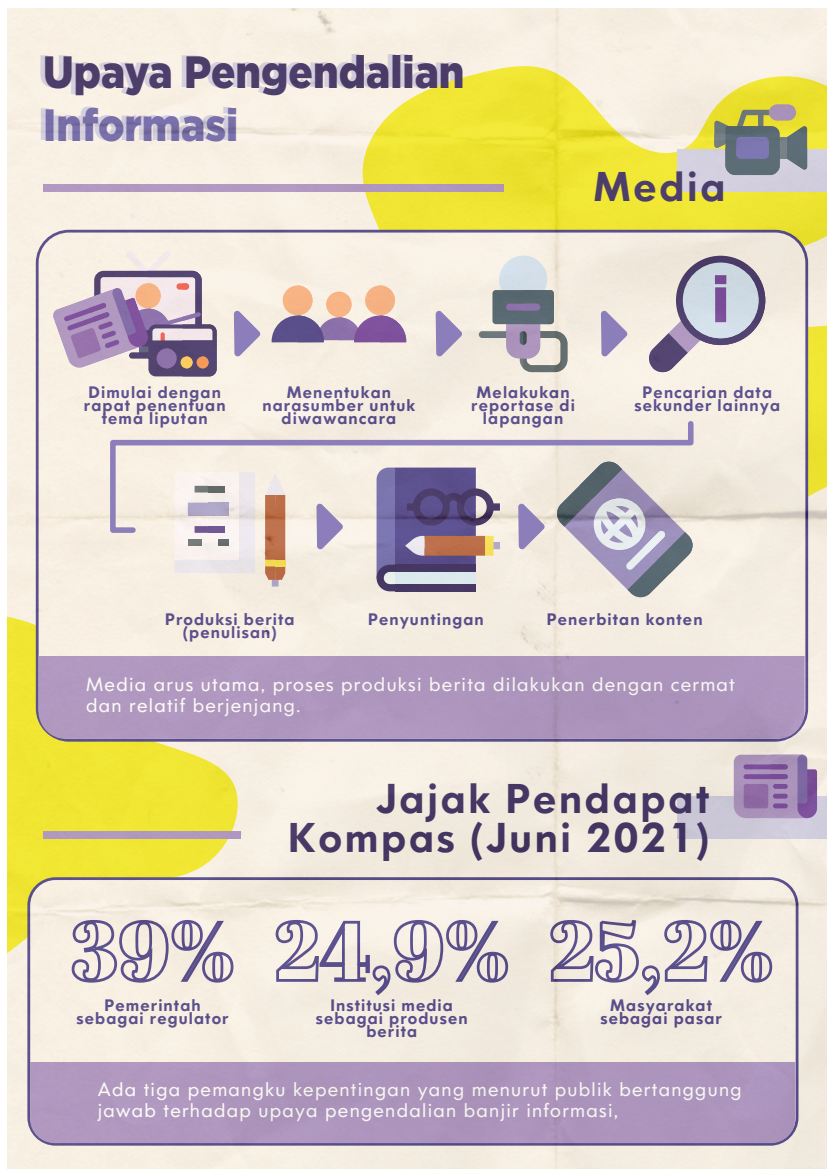 Upaya Pengendalian
Informasi
Media
Dimulai dengan
rapat penentuan
tema liputan
Menentukan
narasumber untuk
diwawancara
Melakukan
reportase di
lapangan
Pencarian data
sekunder lainnya
Produksi berita
(penulisan)
Penyuntingan
Penerbitan konten
Media arus utama, proses produksi berita dilakukan dengan cermat
dan relatif berjenjang.
Jajak Pendapat
Kompas (Juni 2021)
39%
Pemerintah
sebagai regulator
24,9%
Institusi media
sebagai produsen
berita
25,2%
Masyarakat
sebagai pasar
Ada tiga pemangku kepentingan yang menurut publik bertanggung
jawab terhadap upaya pengendalian banjir informasi,